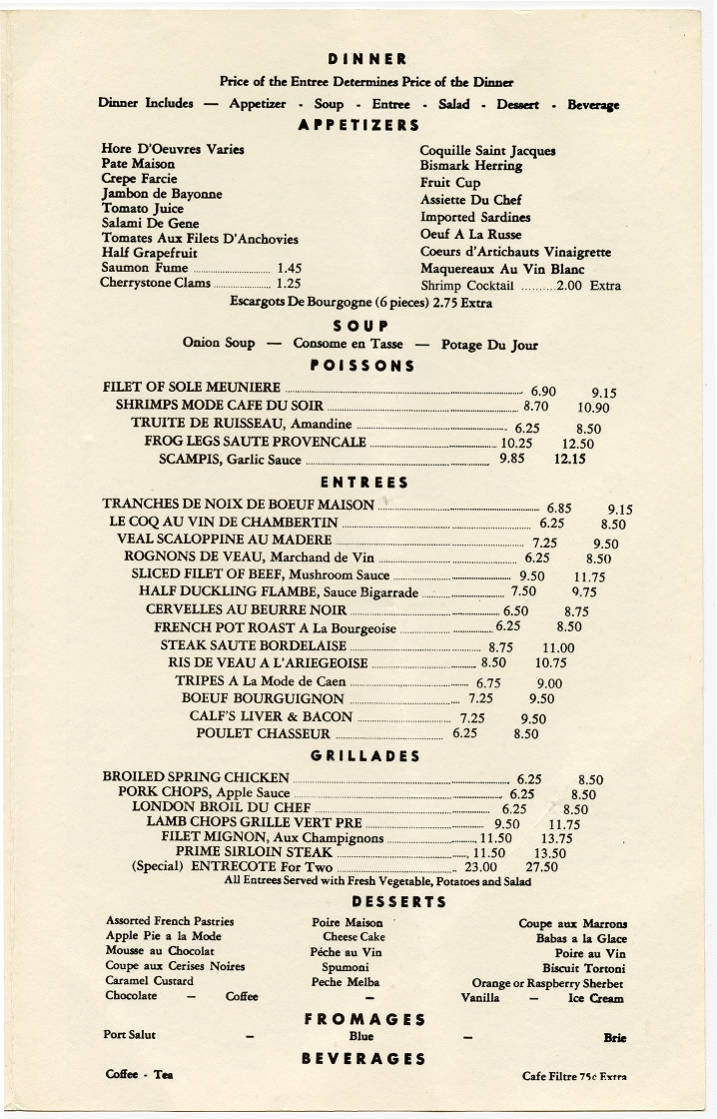 DINNER
Price of the Entree Determines Price of the Dinner
Dinner Includes — Appetizer - Soup - Entree - Salad - Dessert - Beverage
APPETIZERS
Hore D'Oeuvres Varies
Pate Maison
Crepe Farcie
Jambon de Bayonne
Tomato Juice
Salami De Gene
Tomates Aux Filets D'Anchovies
Half Grapefruit
Saumon Fume ........ 1.45
Cherrystone Clams ........ 1.25
Coquille Saint Jacques
Bismark Herring
Fruit Cup
Assiette Du Chef
Imported Sardines
Oeuf A La Russe
Coeurs d'Artichauts Vinaigrette
Maquereaux Au Vin Blanc
Shrimp Cocktail ..........2.00 Extra
Escargots De Bourgogne (6 pieces) 2.75 Extra
SOUP
Onion Soup — Consome en Tasse — Potage Du Jour
POISSONS
FILET OF SOLE MEUNIERE ........ 6.90 9.15
SHRIMPS MODE CAFE DU SOIR ........ 8.70 10.90
TRUITE DE RUISSEAU, Amandine ........ 6.25 8.50
FROG LEGS SAUTE PROVENCALE ........ 10.25 12.50
SCAMPIS, Garlic Sauce ........ 9.85 12.15
ENTREES
TRANCHES DE NOIX DE BOEUF MAISON ........ 6.85 9.15
LE COQ AU VIN DE CHAMBERTIN ........ 6.25 8.50
VEAL SCALOPPINE AU MADERE ........ 7.25 9.50
ROGNONS DE VEAU, Marchand de Vin ........ 6.25 8.50
SLICED FILET OF BEEF, Mushroom Sauce ........ 9.50 11.75
HALF DUCKLING FLAMBE, Sauce Bigarrade ........ 7.50 9.75
CERVELLES AU BEURRE NOIR ........ 6.50 8.75
FRENCH POT ROAST A La Bourgeoise ........ 6.25 8.50
STEAK SAUTE BORDELAISE ........ 8.75 11.00
RIS DE VEAU A L'ARIEGEOISE ........ 8.50 10.75
TRIPES A La Mode de Caen ........ 6.75 9.00
BOEUF BOURGUIGNON ........ 7.25 9.50
CALF'S LIVER & BACON ........ 7.25 9.50
POULET CHASSEUR ........ 6.25 8.50
GRILLADES
BROILED SPRING CHICKEN ........ 6.25 8.50
PORK CHOPS, Apple Sauce ........ 6.25 8.50
LONDON BROIL DU CHEF ........ 6.25 8.50
LAMB CHOPS GRILLE VERT PRE ........ 9.50 11.75
FILET MIGNON, Aux Champignons ........ 11.50 13.75
PRIME SIRLOIN STEAK ........ 11.50 13.50
(Special) ENTRECOTE For Two ........ 23.00 27.50
All Entrees Served with Fresh Vegetable, Potatoes and Salad
DESSERTS
Assorted French Pastries Poire Maison Coupe aux Marrons
Apple Pie a la Mode Cheese Cake Babas a la Glace
Mousse au Chocolat Péche au Vin Poire au Vin
Coupe aux Cerises Noires Spumoni Biscuit Tortoni
Caramel Custard Peche Melba Orange or Raspberry Sherbet
Chocolate — Coffee — Vanilla — Ice Cream
FROMAGES
Port Salut — Blue — Brie
BEVERAGES
Coffee - Tea Cafe Filtre 75c Extra